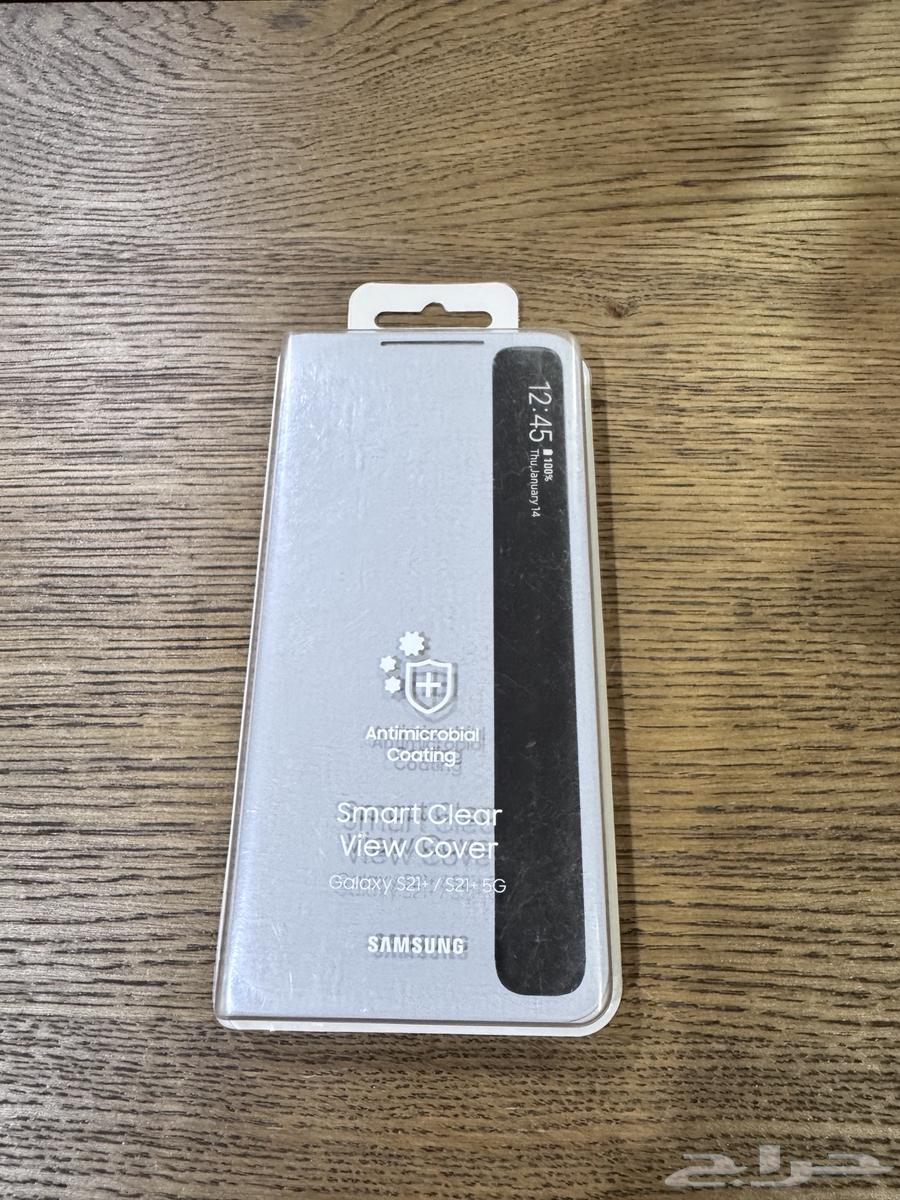 12:45
100%
Thu,January 14
Antimicrobial
Coating
Smart Clear
View Cover
Galaxy S21+ / S21+ 5G
SAMSUNG
حراج